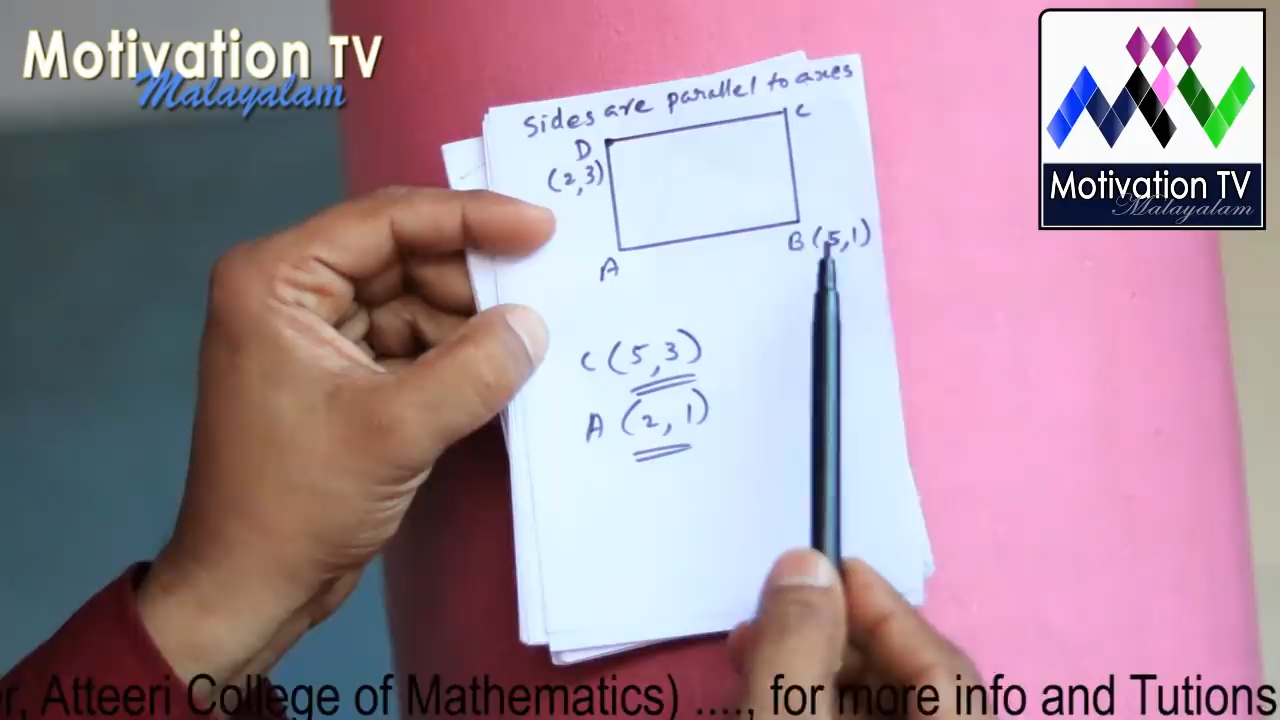 Motivation TV
Malayalam
Motivation TV
Malayalam
Sides are parallel to axes
D
C
(2,3)
B (5,1)
A
C (5,3)
A (2,1)
r, Atteeri College of Mathematics) ...., for more info and Tutions